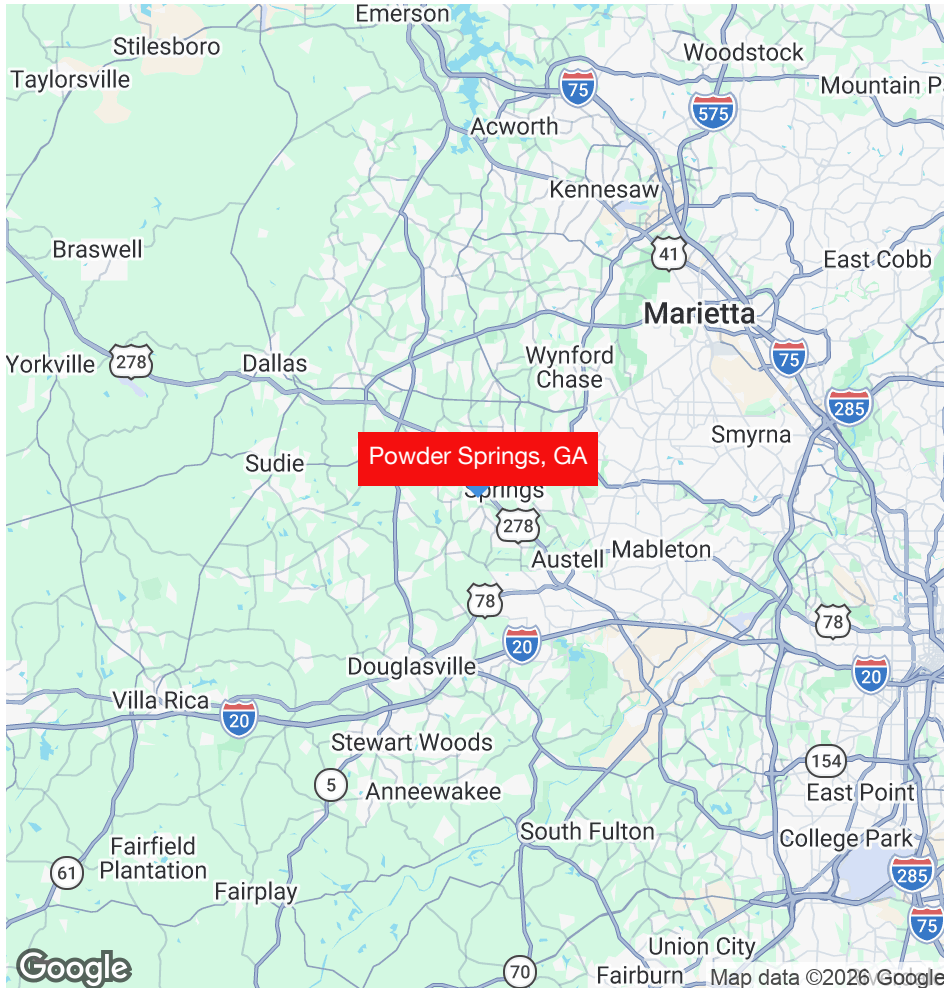 Emerson
Stilesboro
Woodstock
Taylorsville
75
Mountain P
575
Acworth
Kennesaw
Braswell
41
East Cobb
Marietta
Yorkville
278
Dallas
Wynford
Chase
75
285
Smyrna
Powder Springs, GA
Sudie
Springs
278
Austell
Mableton
78
78
20
Douglasville
20
Villa Rica
20
Stewart Woods
154
5
Anneewakee
East Point
South Fulton
College Park
Fairfield
Plantation
61
285
Fairplay
75
Union City
Google
70
Fairburn
Map data ©2026 Google